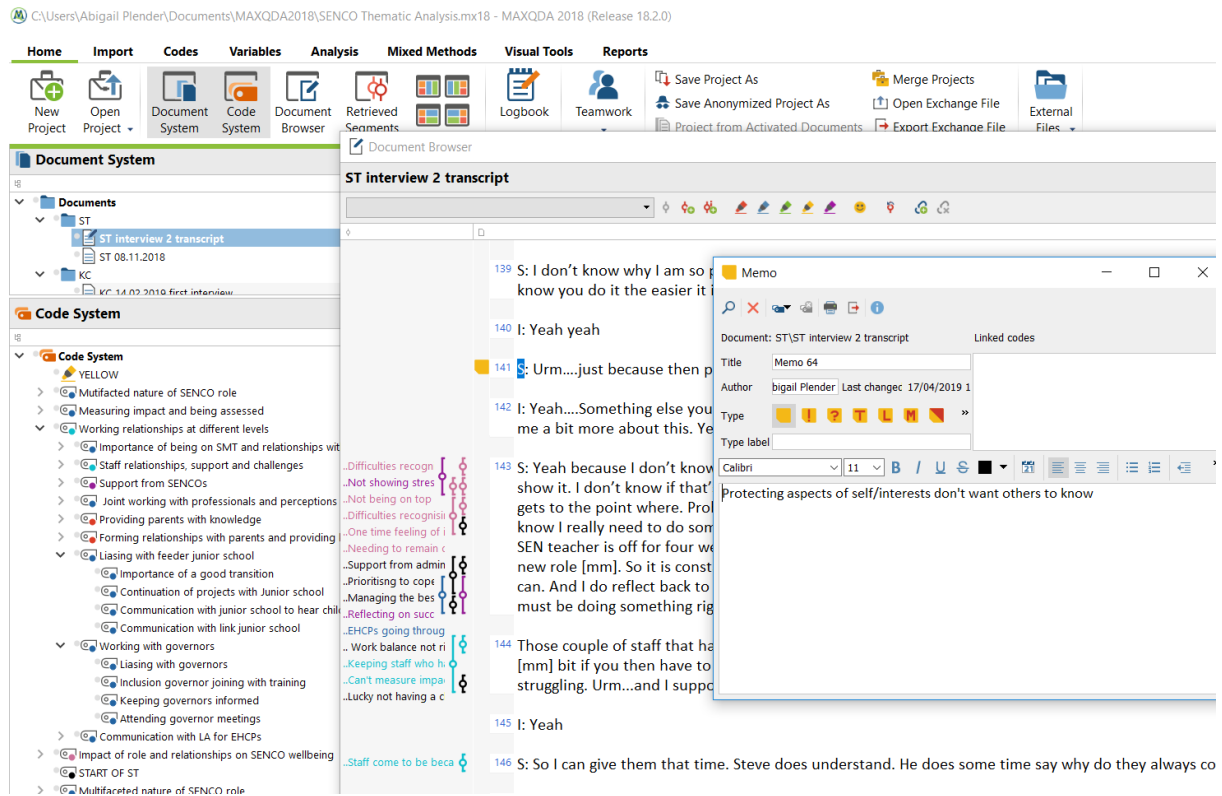 C:\Users\Abigail Plender\Documents\MAXQDA2018\SENCO Thematic Analysis.mx18 - MAXQDA 2018 (Release 18.2.0)
Home Import Codes Variables Analysis Mixed Methods Visual Tools Reports
New Project
Open Project
Document System
Code System
Document Browser
Retrieved Segments
Logbook
Teamwork
Save Project As
Save Anonymized Project As
Project from Activated Documents
Merge Projects
Open Exchange File
Export Exchange File
External Files
Document System
Documents
ST
ST interview 2 transcript
ST 08.11.2018
KC
KC 14.02.2019 first interview
Code System
Code System
YELLOW
Mutifacted nature of SENCO role
Measuring impact and being assessed
Working relationships at different levels
Importance of being on SMT and relationships wit
Staff relationships, support and challenges
Support from SENCOs
Joint working with professionals and perceptions
Providing parents with knowledge
Forming relationships with parents and providing
Liasing with feeder junior school
Importance of a good transition
Continuation of projects with Junior school
Communication with junior school to hear chil
Communication with link junior school
Working with governors
Liasing with governors
Inclusion governor joining with training
Keeping governors informed
Attending governor meetings
Communication with LA for EHCPs
Impact of role and relationships on SENCO wellbeing
START OF ST
Multifaceted nature of SENCO role
Document Browser
ST interview 2 transcript
139 S: I don't know why I am so p
know you do it the easier it i
140 I: Yeah yeah
141 S: Urm....just because then p
142 I: Yeah....Something else you
me a bit more about this. Ye
..Difficulties recogn
..Not showing stres
..Not being on top
..Difficulties recognisi
..One time feeling of i
..Needing to remain c
..Support from admin
..Prioritising to cope
..Managing the bes
..Reflecting on succ
..EHCPs going throug
.. Work balance not ri
..Keeping staff who h
..Can't measure impa
..Lucky not having a c
143 S: Yeah because I don't know
show it. I don't know if that'
gets to the point where. Prol
know I really need to do som
SEN teacher is off for four we
new role [mm]. So it is const
can. And I do reflect back to
must be doing something rig
144 Those couple of staff that ha
[mm] bit if you then have to
struggling. Urm...and I suppo
145 I: Yeah
..Staff come to be beca
146 S: So I can give them that time. Steve does understand. He does some time say why do they always co
Memo
Document: ST\ST interview 2 transcript
Linked codes
Title Memo 64
Author bigail Plender Last changec 17/04/2019 1
Type ! ? T L M »
Type label
Calibri 11 B I U S 21
Protecting aspects of self/interests don't want others to know